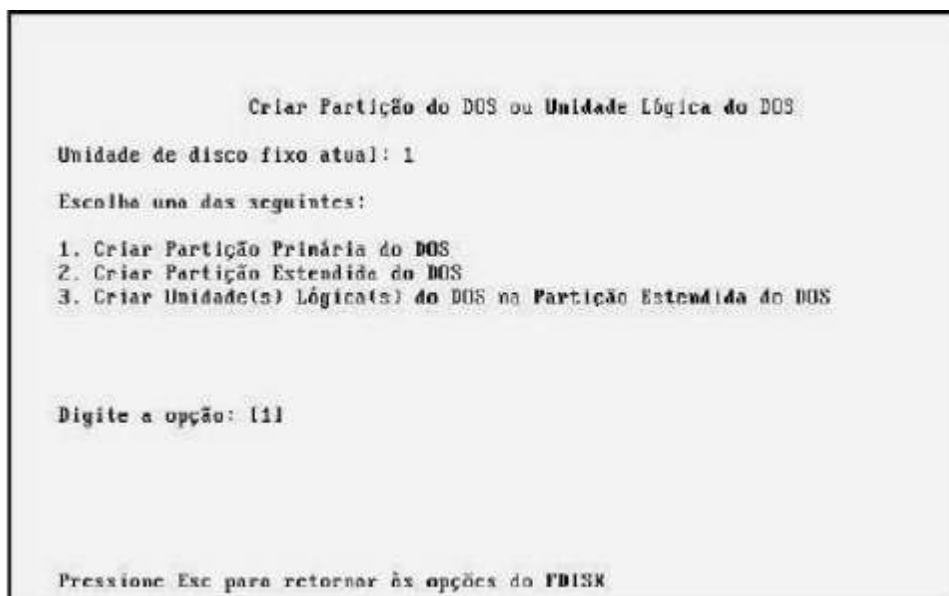 Criar Partição do DOS ou Unidade Lógica do DOS
Unidade de disco fixo atual: 1
Escolha uma das seguintes:
1. Criar Partição Primária do DOS
2. Criar Partição Estendida do DOS
3. Criar Unidade(s) Lógica(s) do DOS na Partição Estendida do DOS
Digite a opção: [1]
Pressione Esc para retornar às opções do FDISK